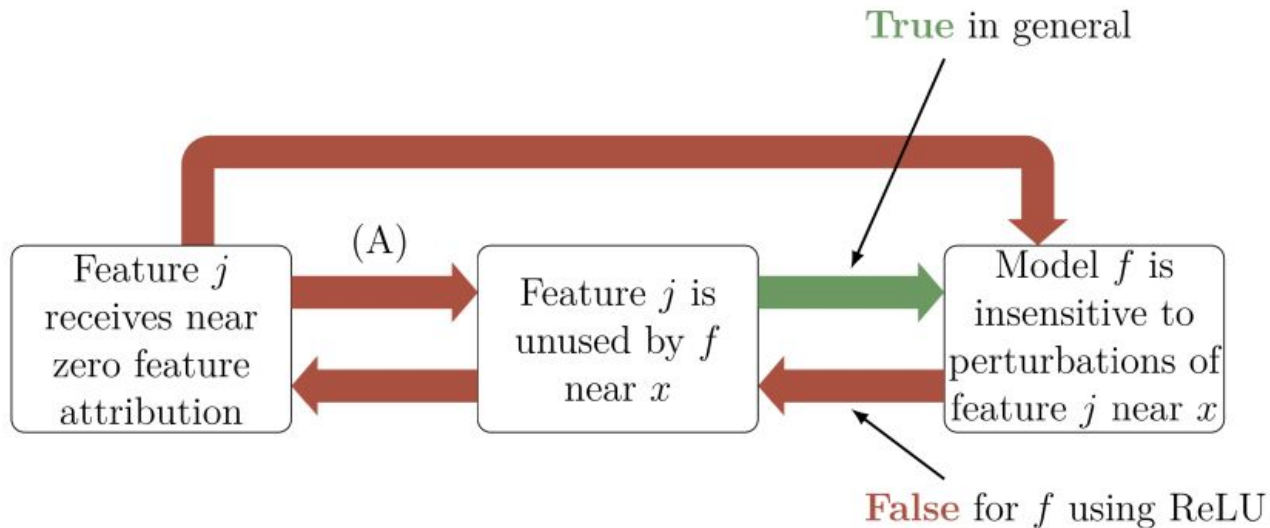 True in general
(A)
Feature j
receives near
zero feature
attribution
Feature j is
unused by f
near x
Model f is
insensitive to
perturbations of
feature j near x
False for f using ReLU